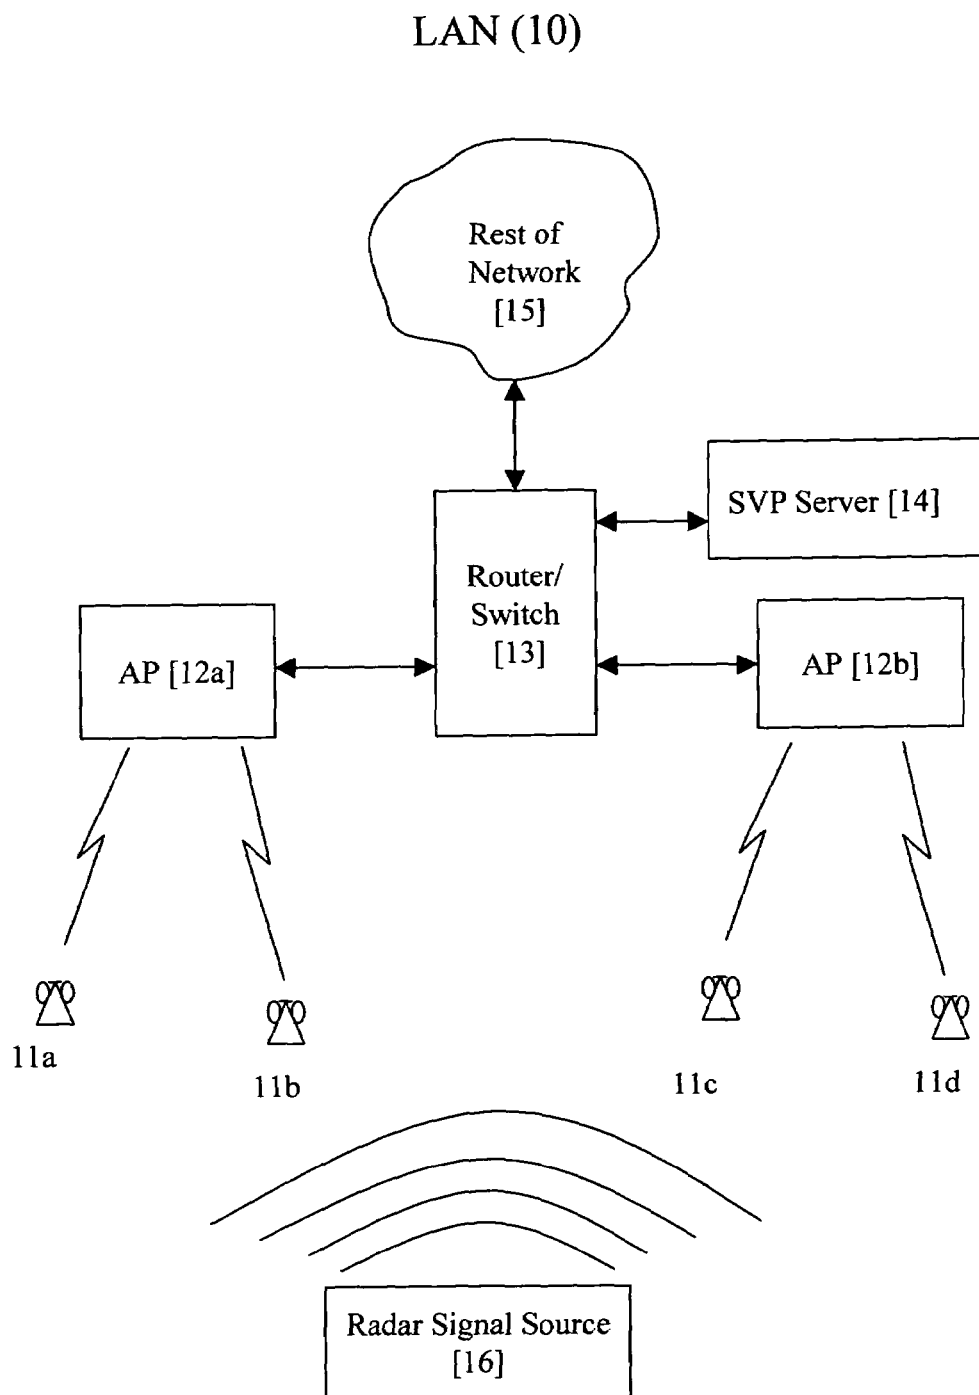 LAN (10)
Rest of
Network
[15]
SVP Server [14]
Router/
Switch
[13]
AP [12a]
AP [12b]
11a
11b
11c
11d
Radar Signal Source
[16]